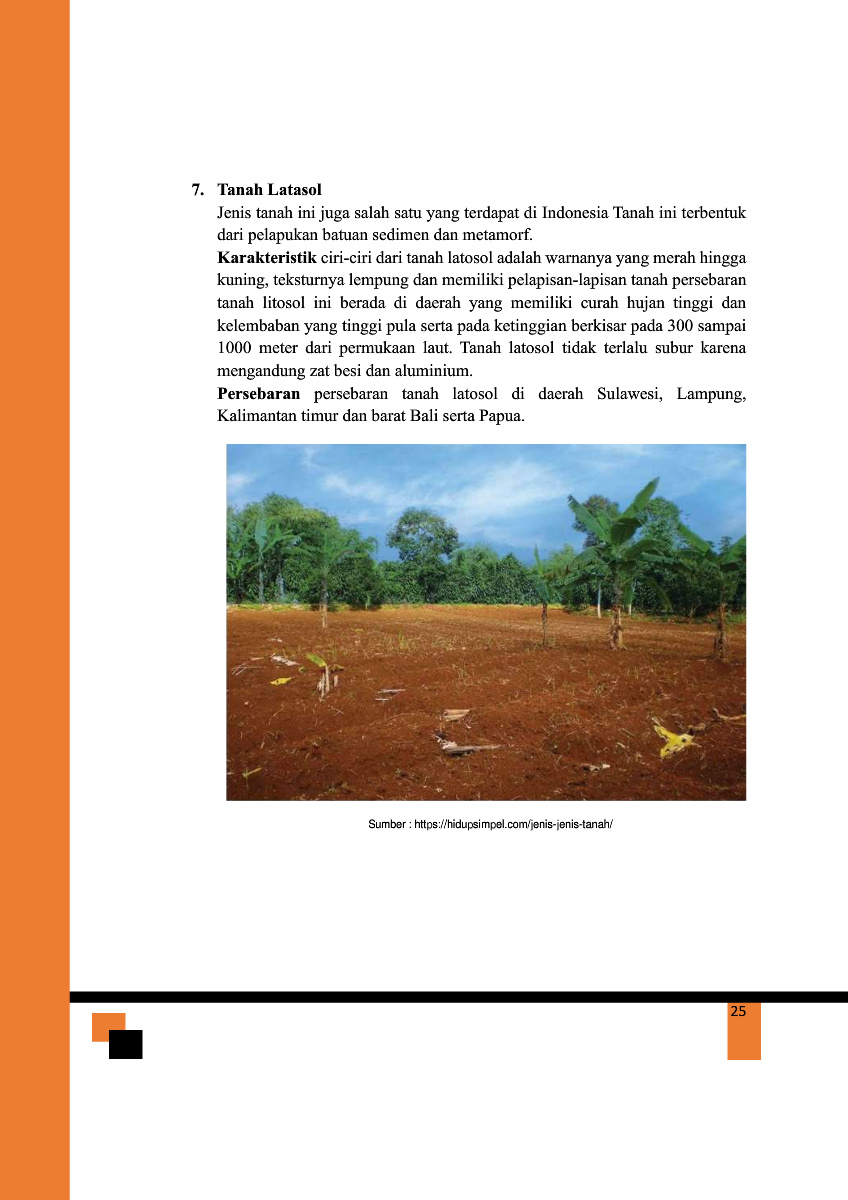 7. Tanah Latasol
Jenis tanah ini juga salah satu yang terdapat di Indonesia Tanah ini terbentuk
dari pelapukan batuan sedimen dan metamorf.
Karakteristik ciri-ciri dari tanah latosol adalah warnanya yang merah hingga
kuning, teksturnya lempung dan memiliki pelapisan-lapisan tanah persebaran
tanah litosol ini berada di daerah yang memiliki curah hujan tinggi dan
kelembaban yang tinggi pula serta pada ketinggian berkisar pada 300 sampai
1000 meter dari permukaan laut. Tanah latosol tidak terlalu subur karena
mengandung zat besi dan aluminium.
Persebaran persebaran tanah latosol di daerah Sulawesi, Lampung,
Kalimantan timur dan barat Bali serta Papua.
Sumber : https://hidupsimpel.com/jenis-jenis-tanah/
25